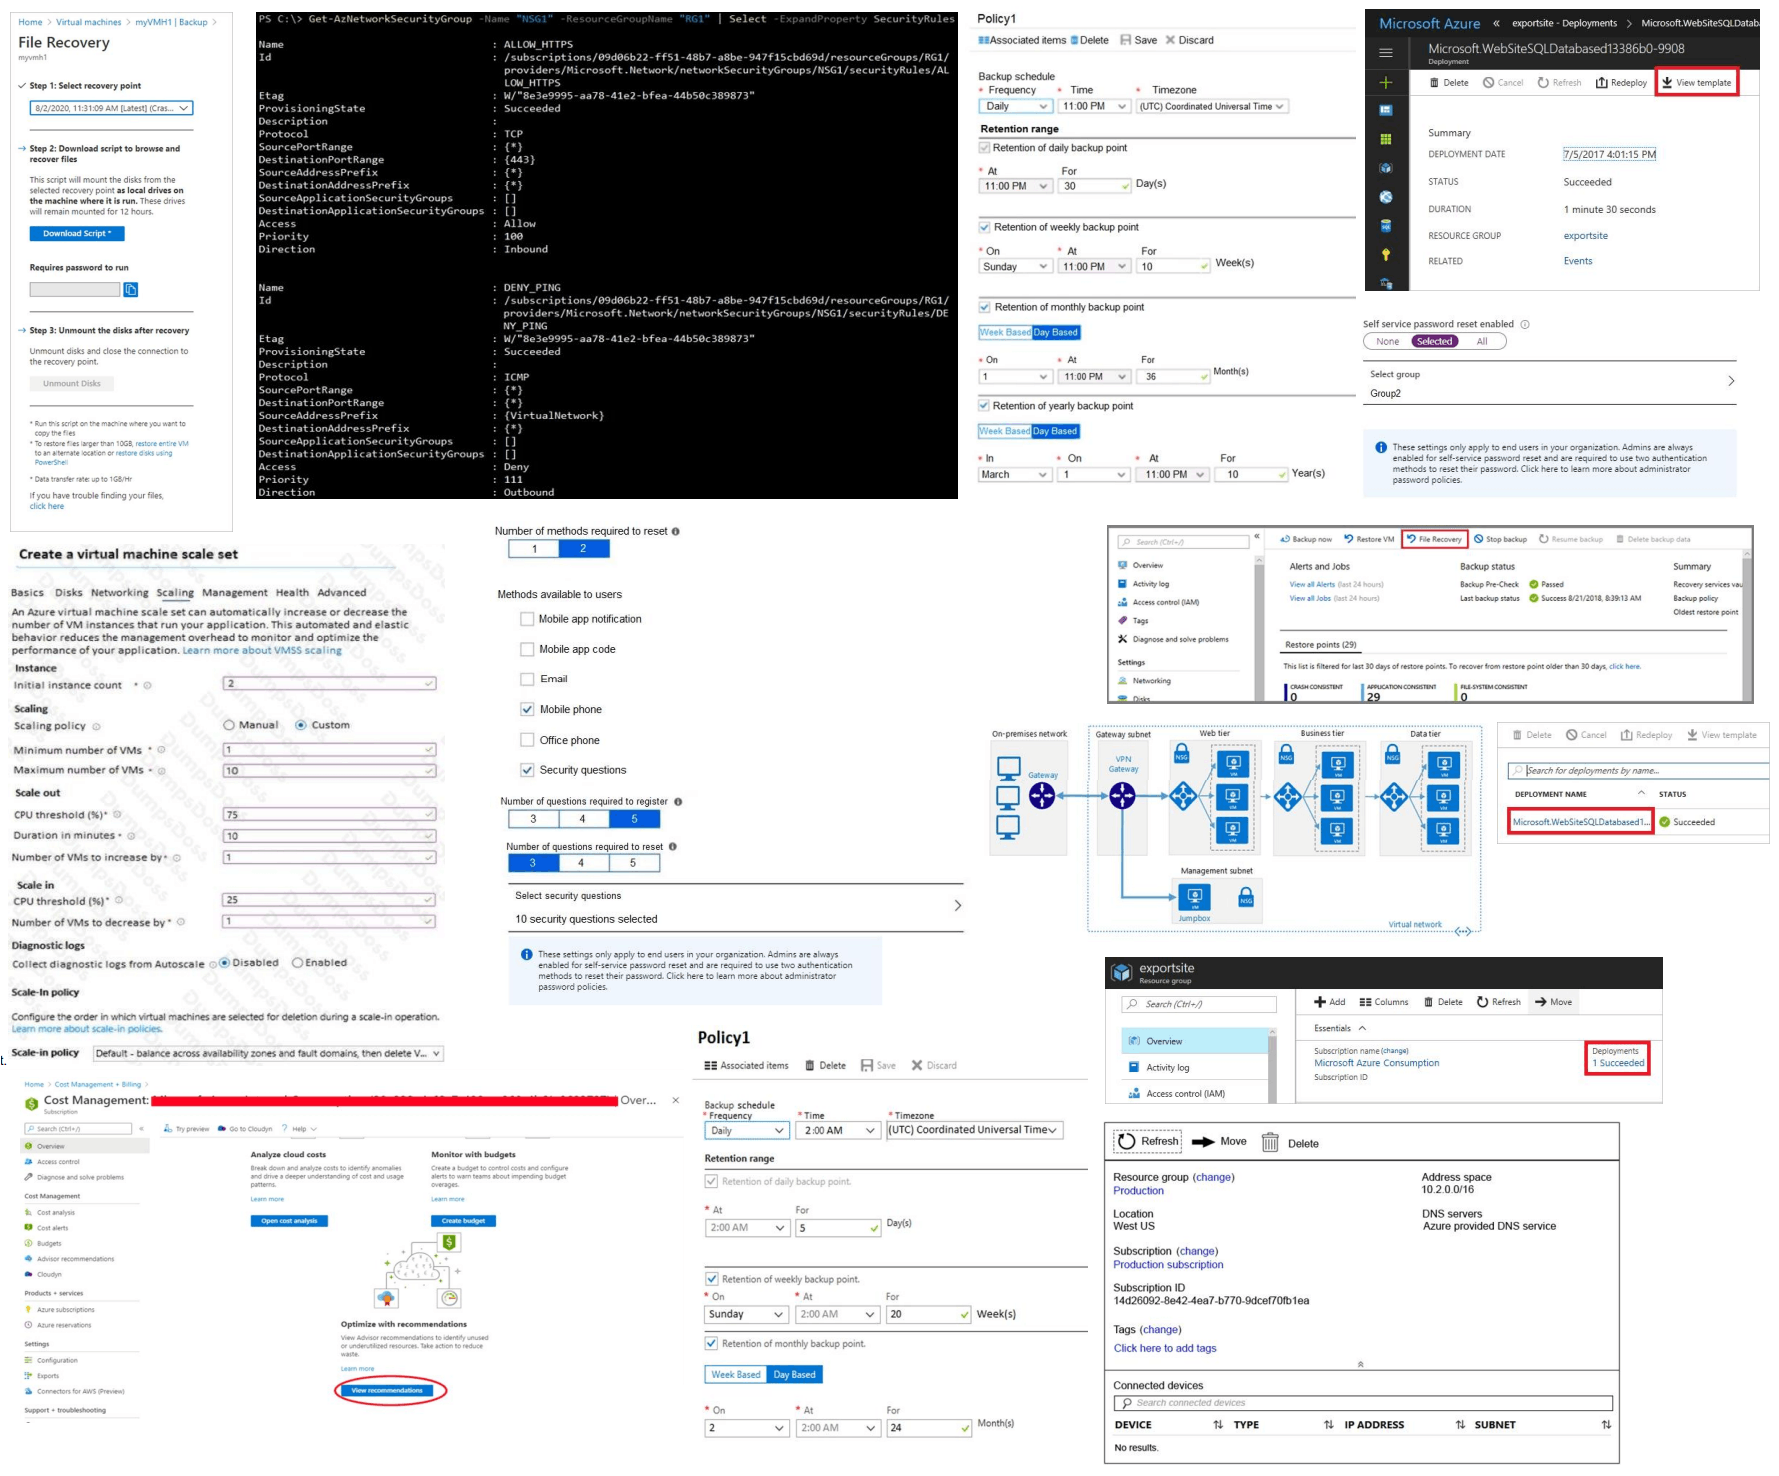 Home > Virtual machines > myVMH1 | Backup >
File Recovery
myvmh1
Step 1: Select recovery point
8/2/2020, 11:31:09 AM [Latest] (Cras...
Step 2: Download script to browse and
recover files
This script will mount the disks from the
selected recovery point as local drives on
the machine where it is run. These drives
will remain mounted for 12 hours.
Download Script *
Requires password to run
Step 3: Unmount the disks after recovery
Unmount disks and close the connection to
the recovery point.
Unmount Disks
* Run this script on the machine where you want to
copy the files
* To restore files larger than 10GB, restore entire VM
to an alternate location or restore disks using
PowerShell
* Data transfer rate: up to 1GB/Hr
If you have trouble finding your files,
click here
PS C:\> Get-AzNetworkSecurityGroup -Name "NSG1" -ResourceGroupName "RG1" | Select -ExpandProperty SecurityRules
Name : ALLOW_HTTPS
Id : /subscriptions/09d06b22-ff51-48b7-a8be-947f15cbd69d/resourceGroups/RG1/
providers/Microsoft.Network/networkSecurityGroups/NSG1/securityRules/AL
LOW_HTTPS
Etag : W/"8e3e9995-aa78-41e2-bfea-44b50c389873"
ProvisioningState : Succeeded
Description :
Protocol : TCP
SourcePortRange : {*}
DestinationPortRange : {443}
SourceAddressPrefix : {*}
DestinationAddressPrefix : {*}
SourceApplicationSecurityGroups : []
DestinationApplicationSecurityGroups : []
Access : Allow
Priority : 100
Direction : Inbound
Name : DENY_PING
Id : /subscriptions/09d06b22-ff51-48b7-a8be-947f15cbd69d/resourceGroups/RG1/
providers/Microsoft.Network/networkSecurityGroups/NSG1/securityRules/DE
NY_PING
Etag : W/"8e3e9995-aa78-41e2-bfea-44b50c389873"
ProvisioningState : Succeeded
Description :
Protocol : ICMP
SourcePortRange : {*}
DestinationPortRange : {*}
SourceAddressPrefix : {VirtualNetwork}
DestinationAddressPrefix : {*}
SourceApplicationSecurityGroups : []
DestinationApplicationSecurityGroups : []
Access : Deny
Priority : 111
Direction : Outbound
Policy1
Associated items Delete Save Discard
Backup schedule
* Frequency * Time * Timezone
Daily 11:00 PM (UTC) Coordinated Universal Time
Retention range
Retention of daily backup point
* At For
11:00 PM 30 Day(s)
Retention of weekly backup point
* On * At For
Sunday 11:00 PM 10 Week(s)
Retention of monthly backup point
Week Based Day Based
* On * At For
1 11:00 PM 36 Month(s)
Retention of yearly backup point
Week Based Day Based
* In * On * At For
March 1 11:00 PM 10 Year(s)
Microsoft Azure « exportsite - Deployments > Microsoft.WebSiteSQLDatab
Microsoft.WebSiteSQLDatabased13386b0-9908
Deployment
Delete Cancel Refresh Redeploy View template
Summary
DEPLOYMENT DATE 7/5/2017 4:01:15 PM
STATUS Succeeded
DURATION 1 minute 30 seconds
RESOURCE GROUP exportsite
RELATED Events
Self service password reset enabled
None Selected All
Select group
Group2
These settings only apply to end users in your organization. Admins are always
enabled for self-service password reset and are required to use two authentication
methods to reset their password. Click here to learn more about administrator
password policies.
Create a virtual machine scale set
Basics Disks Networking Scaling Management Health Advanced
An Azure virtual machine scale set can automatically increase or decrease the
number of VM instances that run your application. This automated and elastic
behavior reduces the management overhead to monitor and optimize the
performance of your application. Learn more about VMSS scaling
Instance
Initial instance count * 2
Scaling
Scaling policy Manual Custom
Minimum number of VMs * 1
Maximum number of VMs * 10
Scale out
CPU threshold (%)* 75
Duration in minutes * 10
Number of VMs to increase by* 1
Scale in
CPU threshold (%)* 25
Number of VMs to decrease by* 1
Diagnostic logs
Collect diagnostic logs from Autoscale Disabled Enabled
Scale-In policy
Configure the order in which virtual machines are selected for deletion during a scale-in operation.
Learn more about scale-in policies.
Scale-in policy Default - balance across availability zones and fault domains, then delete V...
t.
DumpsDoss
Number of methods required to reset
1 2
Methods available to users
Mobile app notification
Mobile app code
Email
Mobile phone
Office phone
Security questions
Number of questions required to register
3 4 5
Number of questions required to reset
3 4 5
Select security questions
10 security questions selected
These settings only apply to end users in your organization. Admins are always
enabled for self-service password reset and are required to use two authentication
methods to reset their password. Click here to learn more about administrator
password policies.
Search (Ctrl+/) «
Backup now Restore VM File Recovery Stop backup Resume backup Delete backup data
Overview
Activity log
Access control (IAM)
Tags
Diagnose and solve problems
Settings
Networking
Disks
Alerts and Jobs Backup status Summary
View all Alerts (last 24 hours) Backup Pre-Check Passed Recovery services vau
View all Jobs (last 24 hours) Last backup status Success 8/21/2018, 8:39:13 AM Backup policy
Oldest restore point
Restore points (29)
This list is filtered for last 30 days of restore points. To recover from restore point older than 30 days, click here.
CRASH CONSISTENT APPLICATION CONSISTENT FILE-SYSTEM CONSISTENT
0 29 0
On-premises network Gateway subnet Web tier Business tier Data tier
Gateway
VPN
Gateway
NSG NSG NSG
VM VM VM
VM VM VM
VM VM VM
Management subnet
VM NSG
Jumpbox
Virtual network
Delete Cancel Redeploy View template
Search for deployments by name...
DEPLOYMENT NAME STATUS
Microsoft.WebSiteSQLDatabased1... Succeeded
exportsite
Resource group
Search (Ctrl+/)
Overview
Activity log
Access control (IAM)
Add Columns Delete Refresh Move
Essentials
Subscription name (change) Deployments
Microsoft Azure Consumption 1 Succeeded
Subscription ID
Home > Cost Management + Billing >
Cost Management: Over... ×
Subscription
Search (Ctrl+/) « Try preview Go to Cloudyn ? Help
Overview
Access control
Diagnose and solve problems
Cost Management
Cost analysis
Cost alerts
Budgets
Advisor recommendations
Cloudyn
Products + services
Azure subscriptions
Azure reservations
Settings
Configuration
Exports
Connectors for AWS (Preview)
Support + troubleshooting
Analyze cloud costs
Break down and analyze costs to identify anomalies
and drive a deeper understanding of cost and usage
patterns.
Learn more
Open cost analysis
Monitor with budgets
Create a budget to control costs and configure
alerts to warn teams about impending budget
overages.
Learn more
Create budget
Optimize with recommendations
View Advisor recommendations to identify unused
or underutilized resources. Take action to reduce
waste.
Learn more
View recommendations
Policy1
Associated items Delete Save Discard
Backup schedule
* Frequency * Time * Timezone
Daily 2:00 AM (UTC) Coordinated Universal Time
Retention range
Retention of daily backup point.
* At For
2:00 AM 5 Day(s)
Retention of weekly backup point.
* On * At For
Sunday 2:00 AM 20 Week(s)
Retention of monthly backup point.
Week Based Day Based
* On * At For
2 2:00 AM 24 Month(s)
Refresh Move Delete
Resource group (change) Address space
Production 10.2.0.0/16
Location DNS servers
West US Azure provided DNS service
Subscription (change)
Production subscription
Subscription ID
14d26092-8e42-4ea7-b770-9dcef70fb1ea
Tags (change)
Click here to add tags
Connected devices
Search connected devices
DEVICE TYPE IP ADDRESS SUBNET
No results.